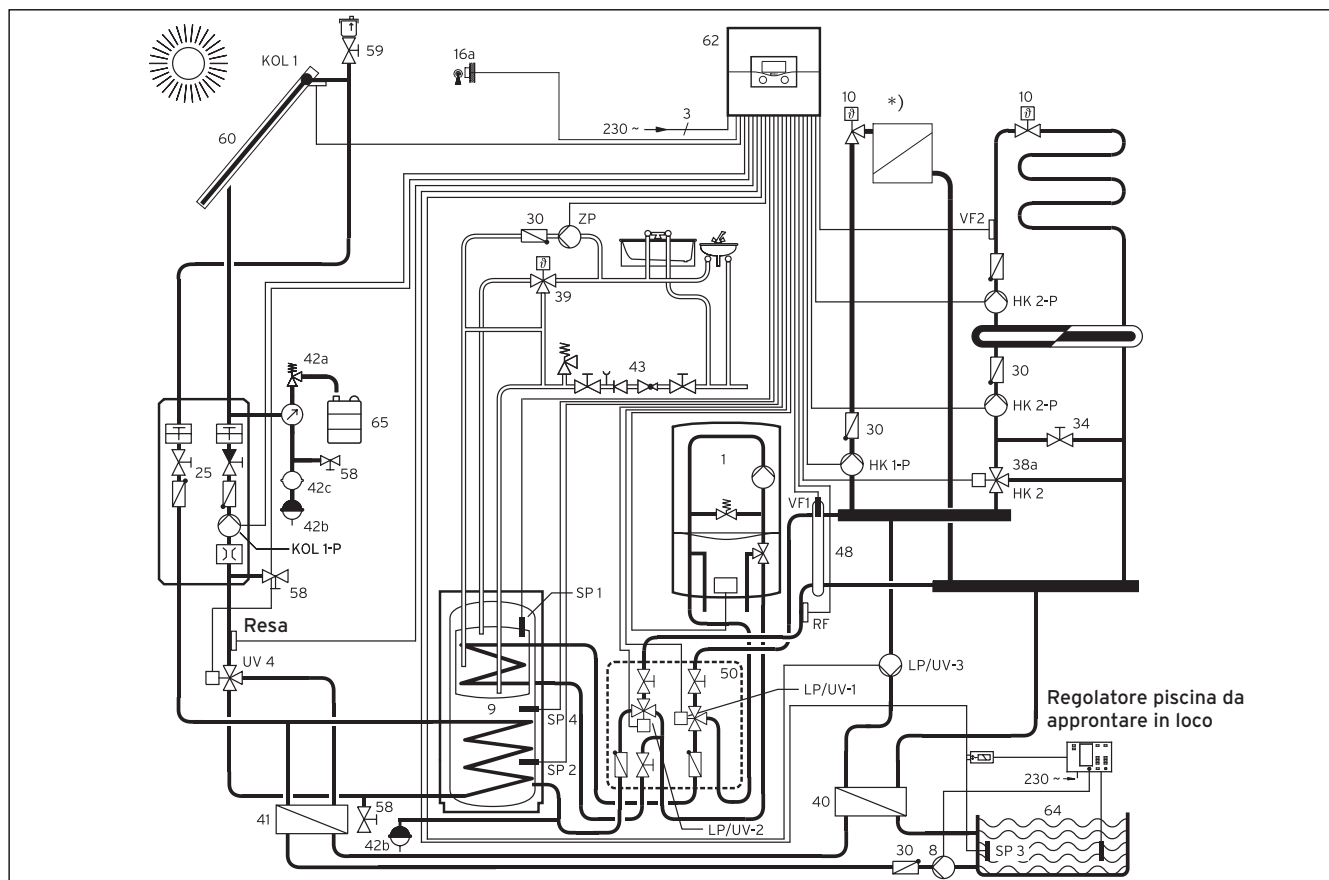 59
KOL 1
62
16a
10
*)
10
3
230 ~
60
30
ZP
VF2
39
HK 2-P
42a
43
30
65
1
30
HK 2-P
34
25
58
38a
42c
HK 1-P
HK 2
42b
VF1
KOL 1-P
48
58
SP 1
Resa
RF
UV 4
50
LP/UV-3
LP/UV-1
9
SP 4
Regolatore piscina da
approntare in loco
SP 2
230 ~
58
40
64
41
LP/UV-2
42b
30
8
SP 3